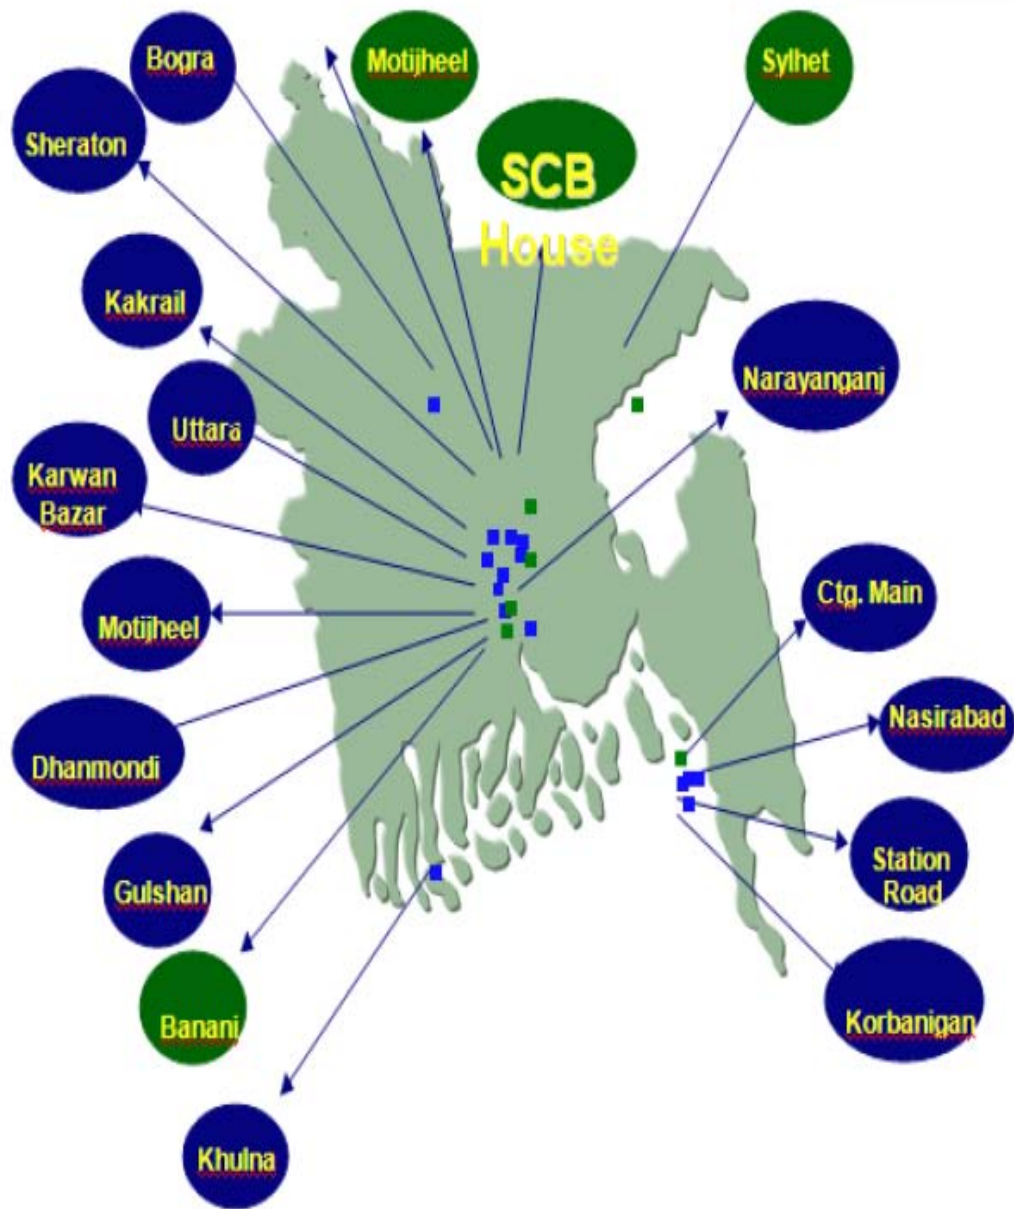 Bogra
Motijheel
Sylhet
Sheraton
SCB
House
Kakrail
Narayanganj
Uttara
Karwan
Bazar
Ctg. Main
Motijheel
Nasirabad
Dhanmondi
Station
Road
Gulshan
Korbanigan
Banani
Khulna